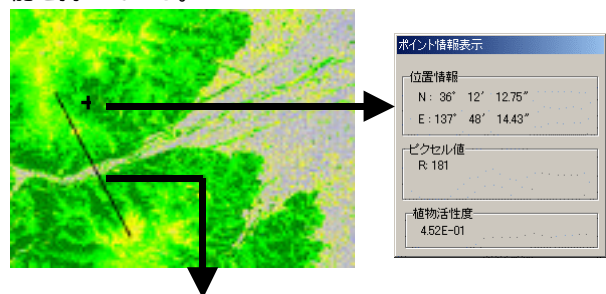 ポイント情報表示
位置情報
N: 36° 12′ 12.75″
E: 137° 48′ 14.43″
ピクセル値
R: 181
植物活性度
4.52E-01